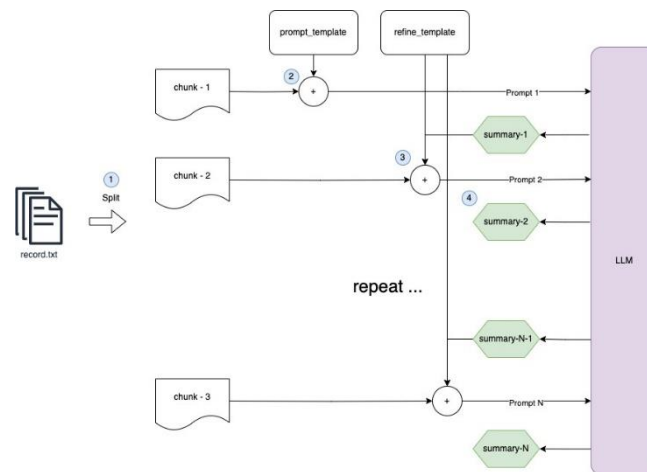 prompt_template
refine_template
2
chunk - 1
+
Prompt 1
summary-1
3
1
chunk - 2
+
Prompt 2
Split
4
summary-2
record.txt
LLM
repeat ...
summary-N-1
chunk - 3
+
Prompt N
summary-N